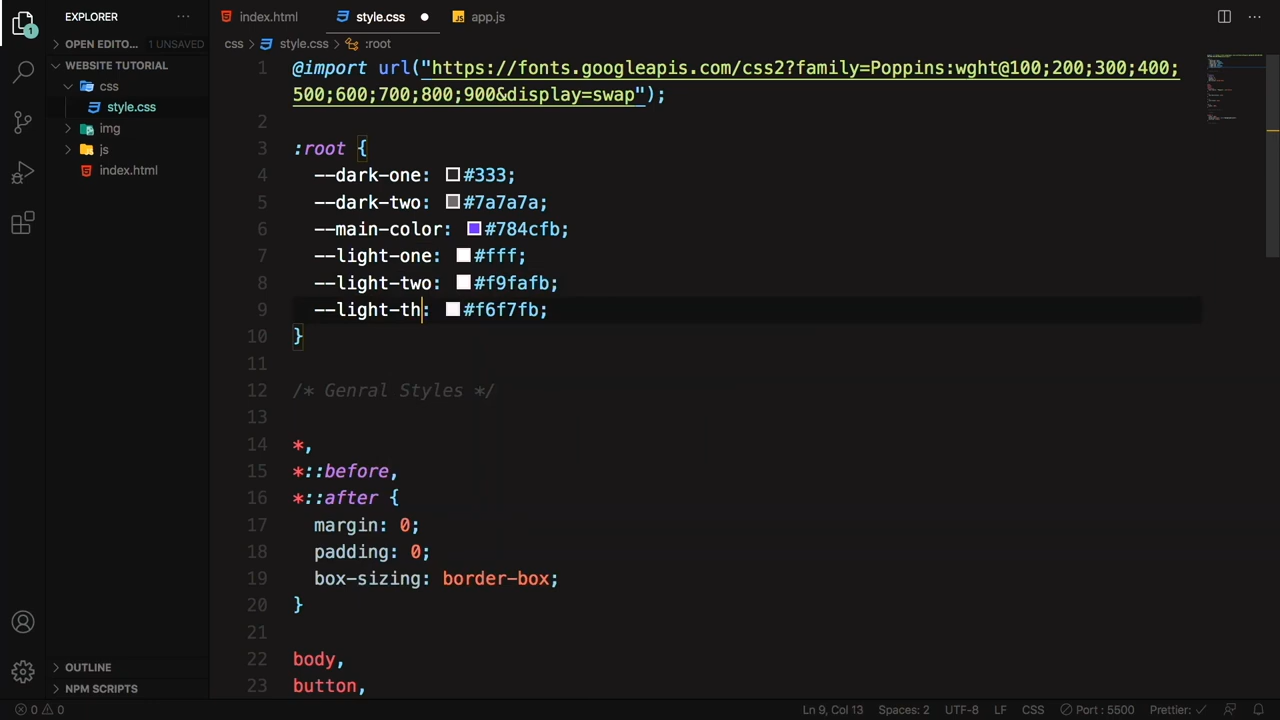 EXPLORER
index.html
style.css
app.js
OPEN EDITO... 1 UNSAVED
css > style.css > :root
WEBSITE TUTORIAL
css
style.css
img
js
index.html
1 @import url("https://fonts.googleapis.com/css2?family=Poppins:wght@100;200;300;400;
500;600;700;800;900&display=swap");
2
3 :root {
4 --dark-one: #333;
5 --dark-two: #7a7a7a;
6 --main-color: #784cfb;
7 --light-one: #fff;
8 --light-two: #f9fafb;
9 --light-th: #f6f7fb;
10 }
11
12 /* Genral Styles */
13
14 *,
15 *::before,
16 *::after {
17 margin: 0;
18 padding: 0;
19 box-sizing: border-box;
20 }
21
22 body,
23 button,
OUTLINE
NPM SCRIPTS
1
0 0
Ln 9, Col 13
Spaces: 2
UTF-8
LF
CSS
Port : 5500
Prettier: ✓